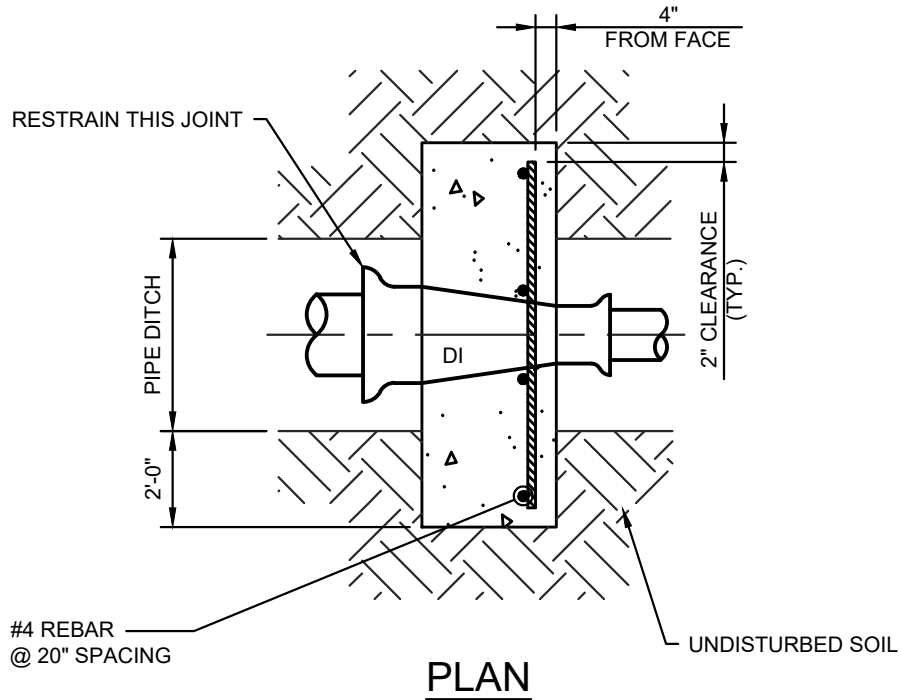 4"
FROM FACE
RESTRAIN THIS JOINT
2" CLEARANCE
(TYP.)
PIPE DITCH
DI
2'-0"
#4 REBAR
@ 20" SPACING
UNDISTURBED SOIL
PLAN